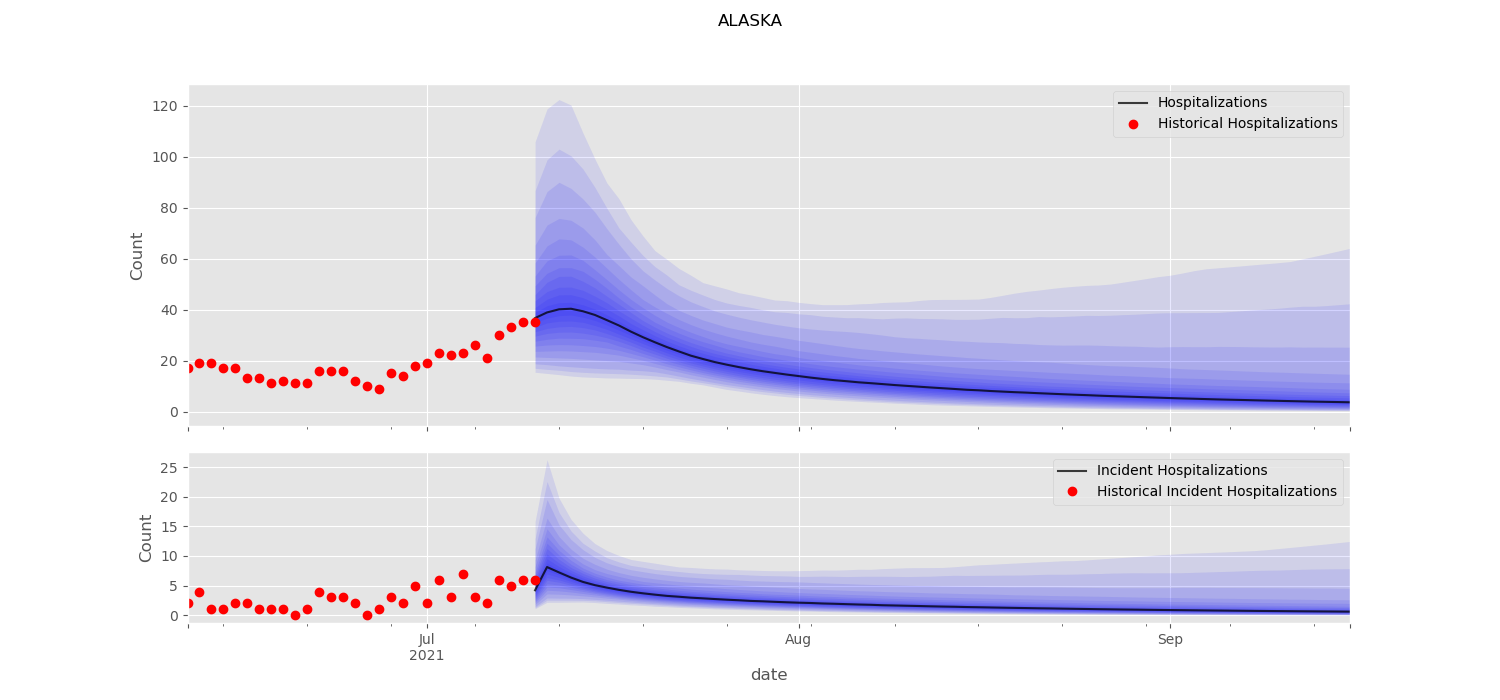 ALASKA
Count
120
100
80
60
40
20
0
Hospitalizations
Historical Hospitalizations
Count
25
20
15
10
5
0
Incident Hospitalizations
Historical Incident Hospitalizations
Jul
2021
Aug
Sep
date